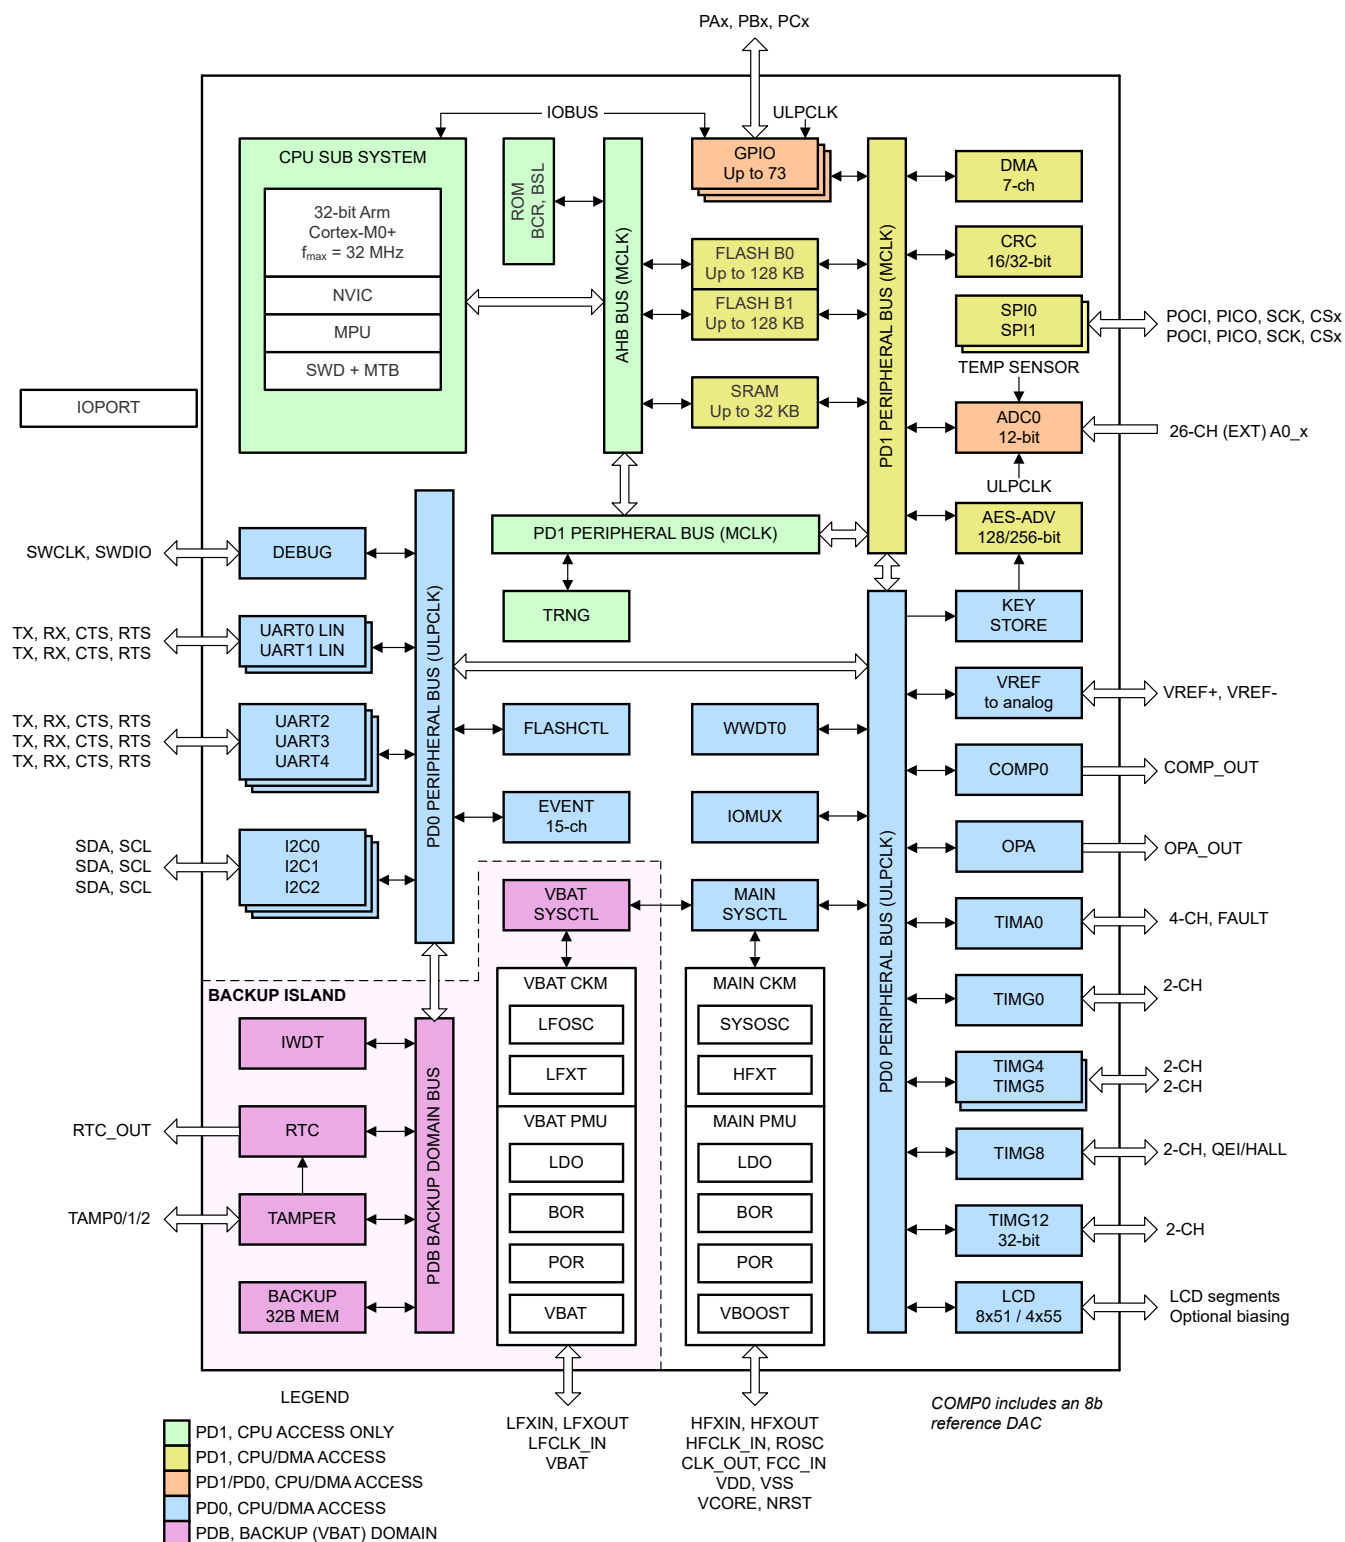 PAx, PBx, PCx
IOBUS
ULPCLK
CPU SUB SYSTEM
32-bit Arm
Cortex-M0+
fmax = 32 MHz
NVIC
MPU
SWD + MTB
ROM
BCR, BSL
AHB BUS (MCLK)
GPIO
Up to 73
FLASH B0
Up to 128 KB
FLASH B1
Up to 128 KB
SRAM
Up to 32 KB
PD1 PERIPHERAL BUS (MCLK)
DMA
7-ch
CRC
16/32-bit
SPI0
SPI1
POCI, PICO, SCK, CSx
POCI, PICO, SCK, CSx
TEMP SENSOR
ADC0
12-bit
26-CH (EXT) A0_x
ULPCLK
AES-ADV
128/256-bit
IOPORT
PD1 PERIPHERAL BUS (MCLK)
TRNG
SWCLK, SWDIO
DEBUG
TX, RX, CTS, RTS
TX, RX, CTS, RTS
UART0 LIN
UART1 LIN
TX, RX, CTS, RTS
TX, RX, CTS, RTS
TX, RX, CTS, RTS
UART2
UART3
UART4
SDA, SCL
SDA, SCL
SDA, SCL
I2C0
I2C1
I2C2
PD0 PERIPHERAL BUS (ULPCLK)
FLASHCTL
EVENT
15-ch
WWDT0
IOMUX
VBAT
SYSCTL
MAIN
SYSCTL
PD0 PERIPHERAL BUS (ULPCLK)
KEY
STORE
VREF
to analog
VREF+, VREF-
COMP0
COMP_OUT
OPA
OPA_OUT
TIMA0
4-CH, FAULT
TIMG0
2-CH
TIMG4
TIMG5
2-CH
2-CH
TIMG8
2-CH, QEI/HALL
TIMG12
32-bit
2-CH
LCD
8x51 / 4x55
LCD segments
Optional biasing
BACKUP ISLAND
IWDT
RTC_OUT
RTC
TAMP0/1/2
TAMPER
BACKUP
32B MEM
PDB BACKUP DOMAIN BUS
VBAT CKM
LFOSC
LFXT
VBAT PMU
LDO
BOR
POR
VBAT
MAIN CKM
SYSOSC
HFXT
MAIN PMU
LDO
BOR
POR
VBOOST
LFXIN, LFXOUT
LFCLK_IN
VBAT
HFXIN, HFXOUT
HFCLK_IN, ROSC
CLK_OUT, FCC_IN
VDD, VSS
VCORE, NRST
COMP0 includes an 8b
reference DAC
LEGEND
PD1, CPU ACCESS ONLY
PD1, CPU/DMA ACCESS
PD1/PD0, CPU/DMA ACCESS
PD0, CPU/DMA ACCESS
PDB, BACKUP (VBAT) DOMAIN